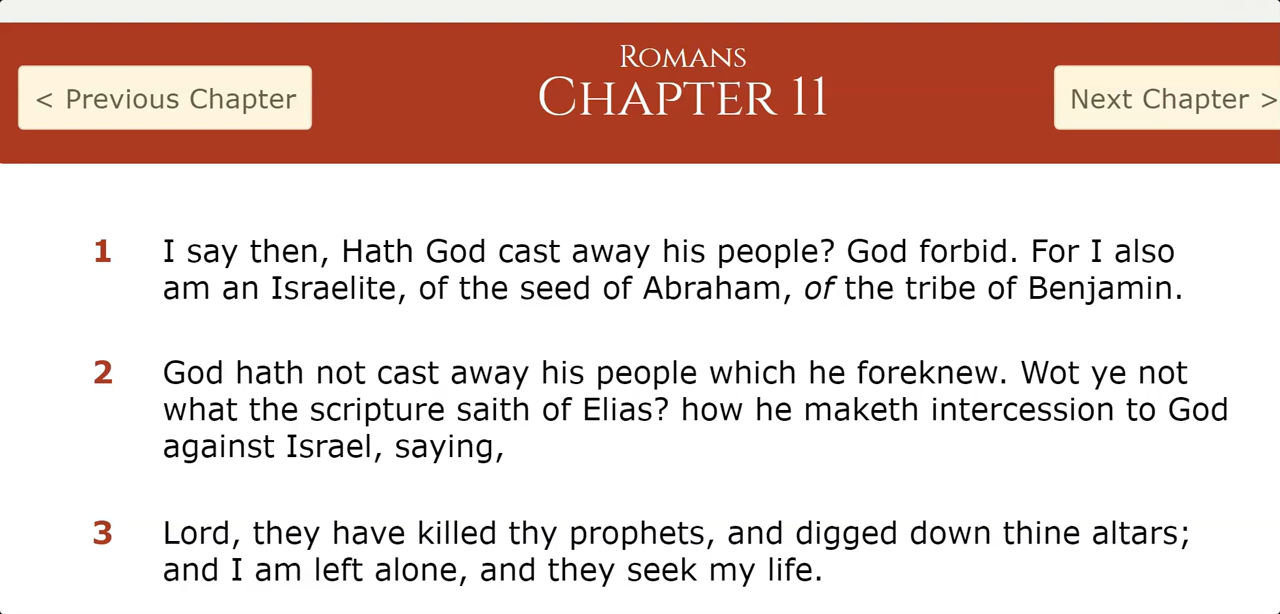 Romans
< Previous Chapter
Chapter 11
Next Chapter >
1 I say then, Hath God cast away his people? God forbid. For I also
am an Israelite, of the seed of Abraham, of the tribe of Benjamin.
2 God hath not cast away his people which he foreknew. Wot ye not
what the scripture saith of Elias? how he maketh intercession to God
against Israel, saying,
3 Lord, they have killed thy prophets, and digged down thine altars;
and I am left alone, and they seek my life.